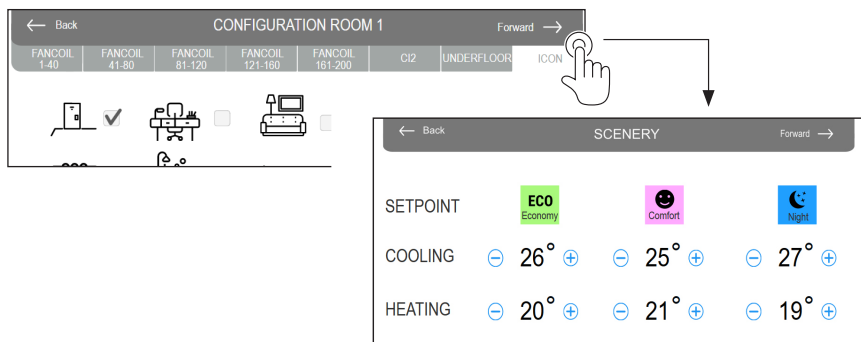 ← Back CONFIGURATION ROOM 1 Forward →
FANCOIL 1-40 FANCOIL 41-80 FANCOIL 81-120 FANCOIL 121-160 FANCOIL 161-200 CI2 UNDERFLOOR ICON
← Back SCENERY Forward →
SETPOINT ECO Economy Comfort Night
COOLING 26° 25° 27°
HEATING 20° 21° 19°